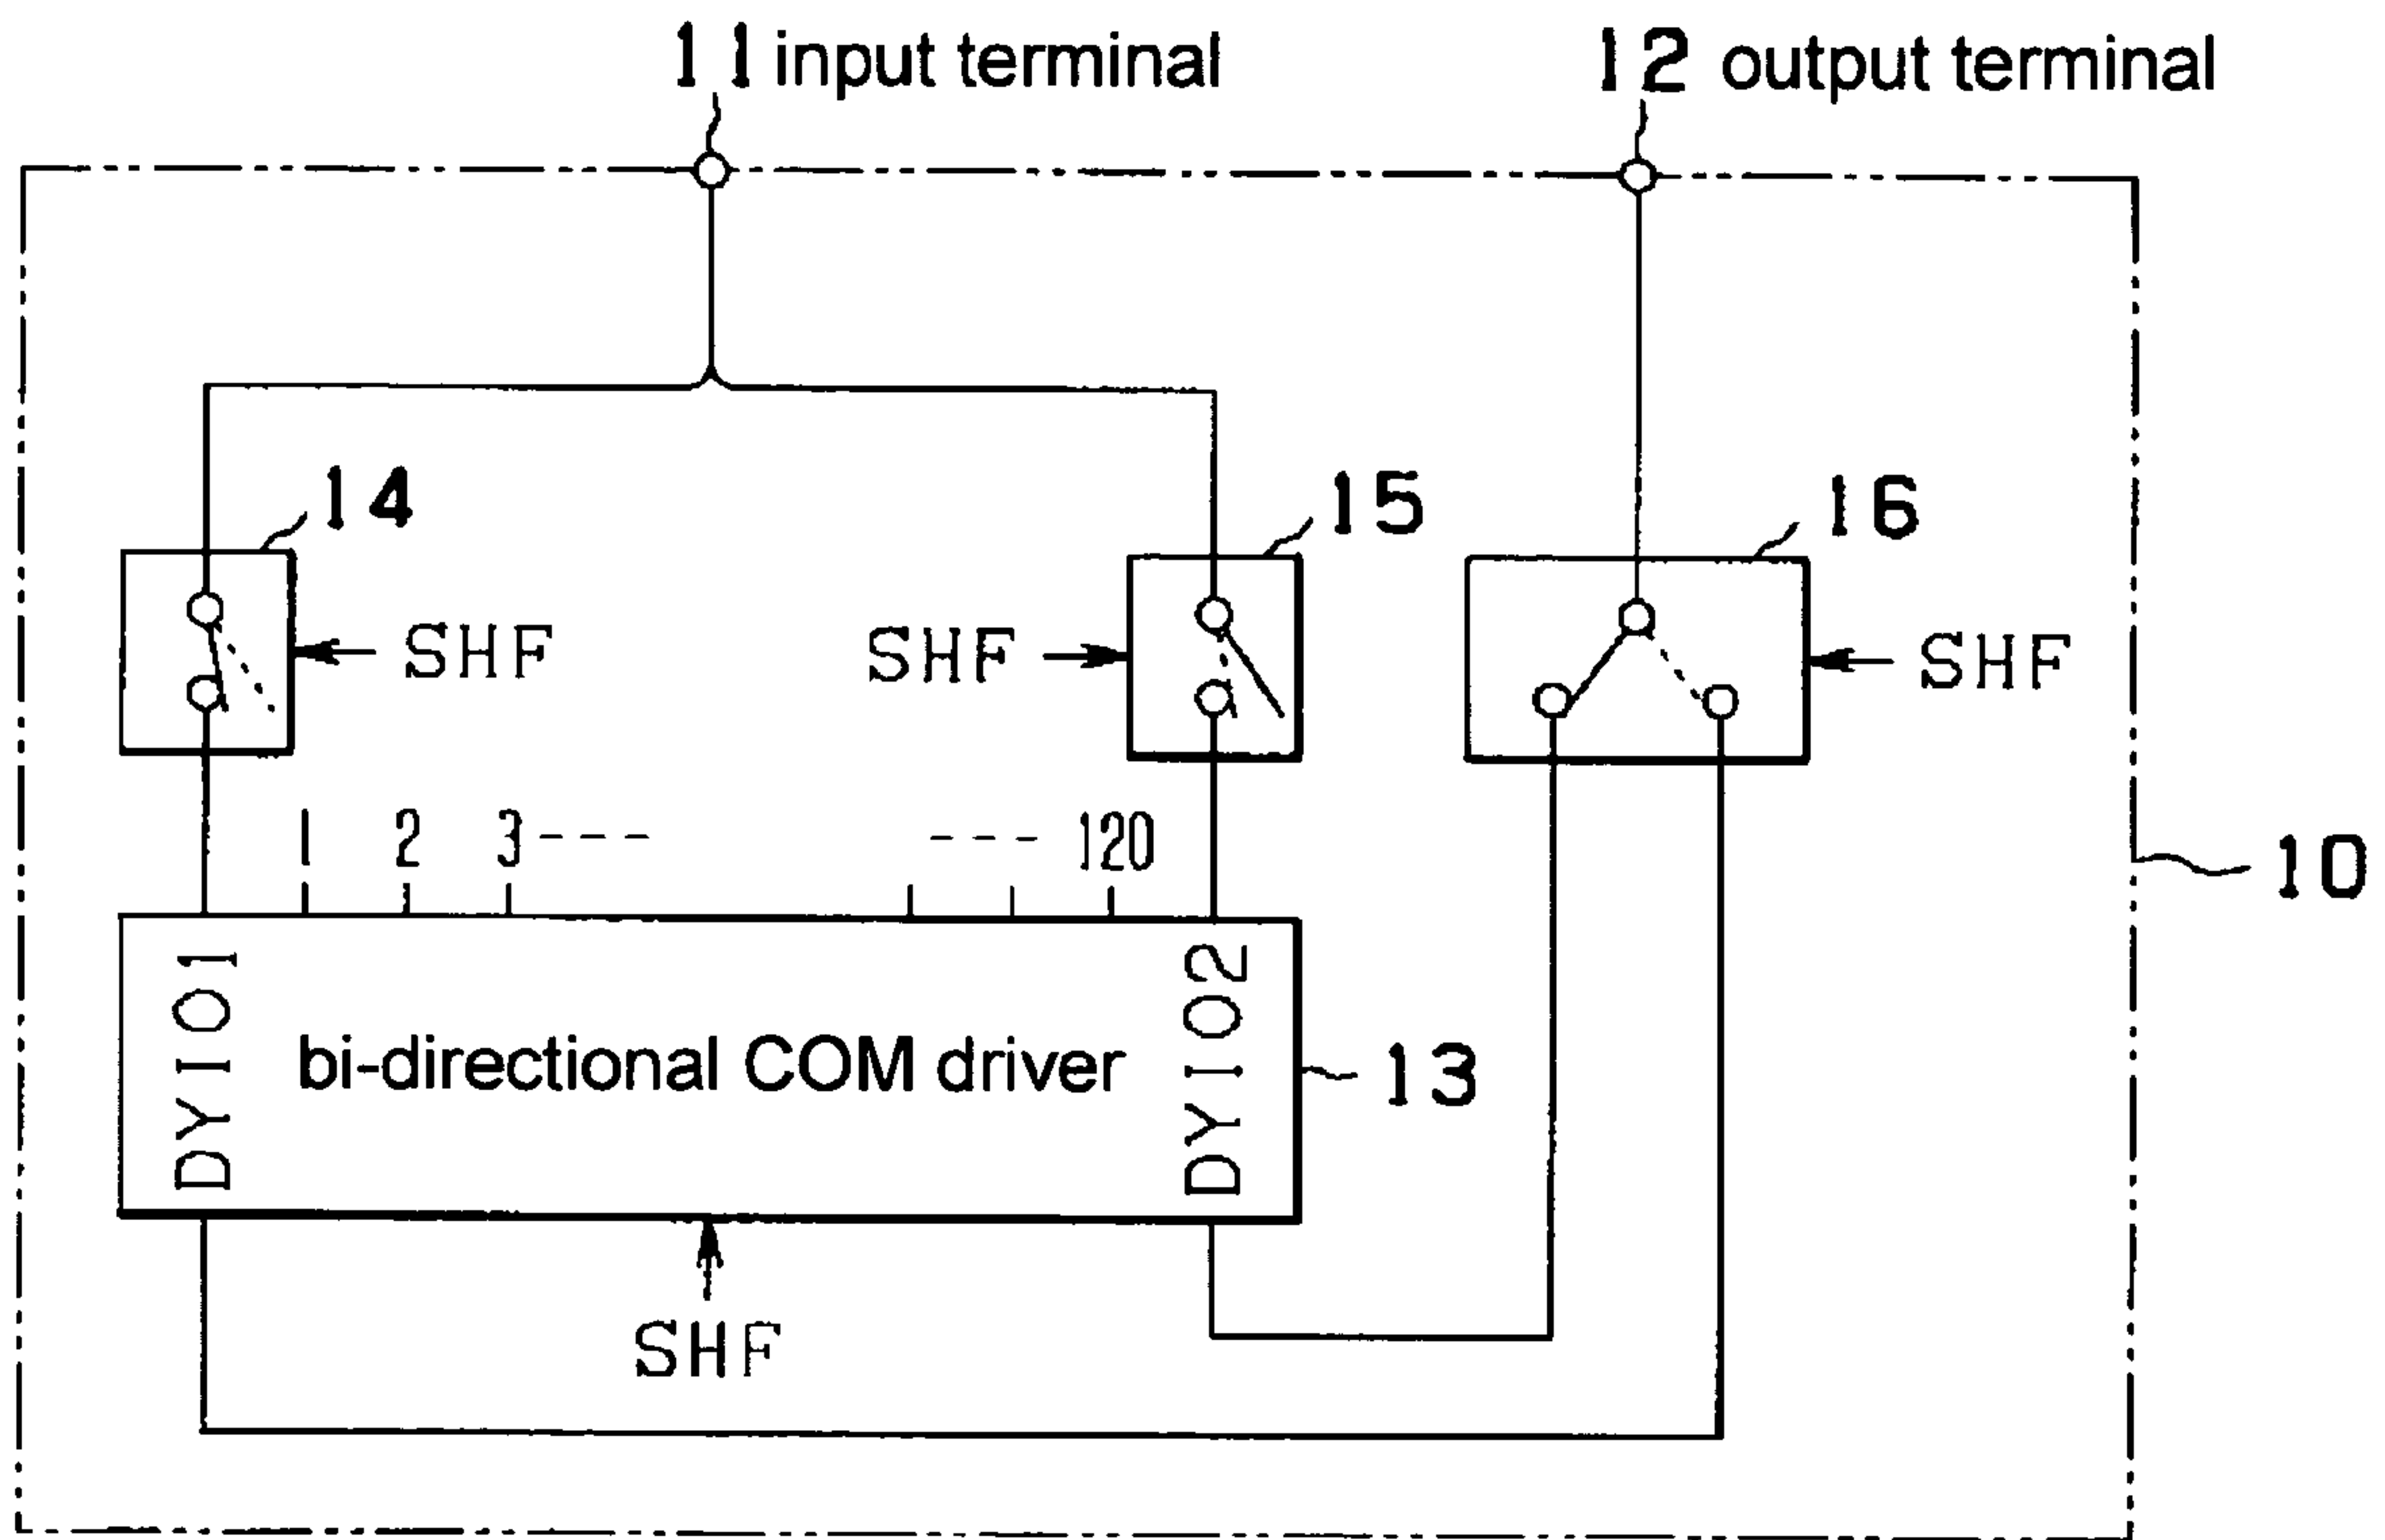 11 input terminal
12 output terminal
14
15
16
SHF
SHF
SHF
1 2 3 --- --- 120
10
DYIO1
bi-directional COM driver
DYIO2
13
SHF